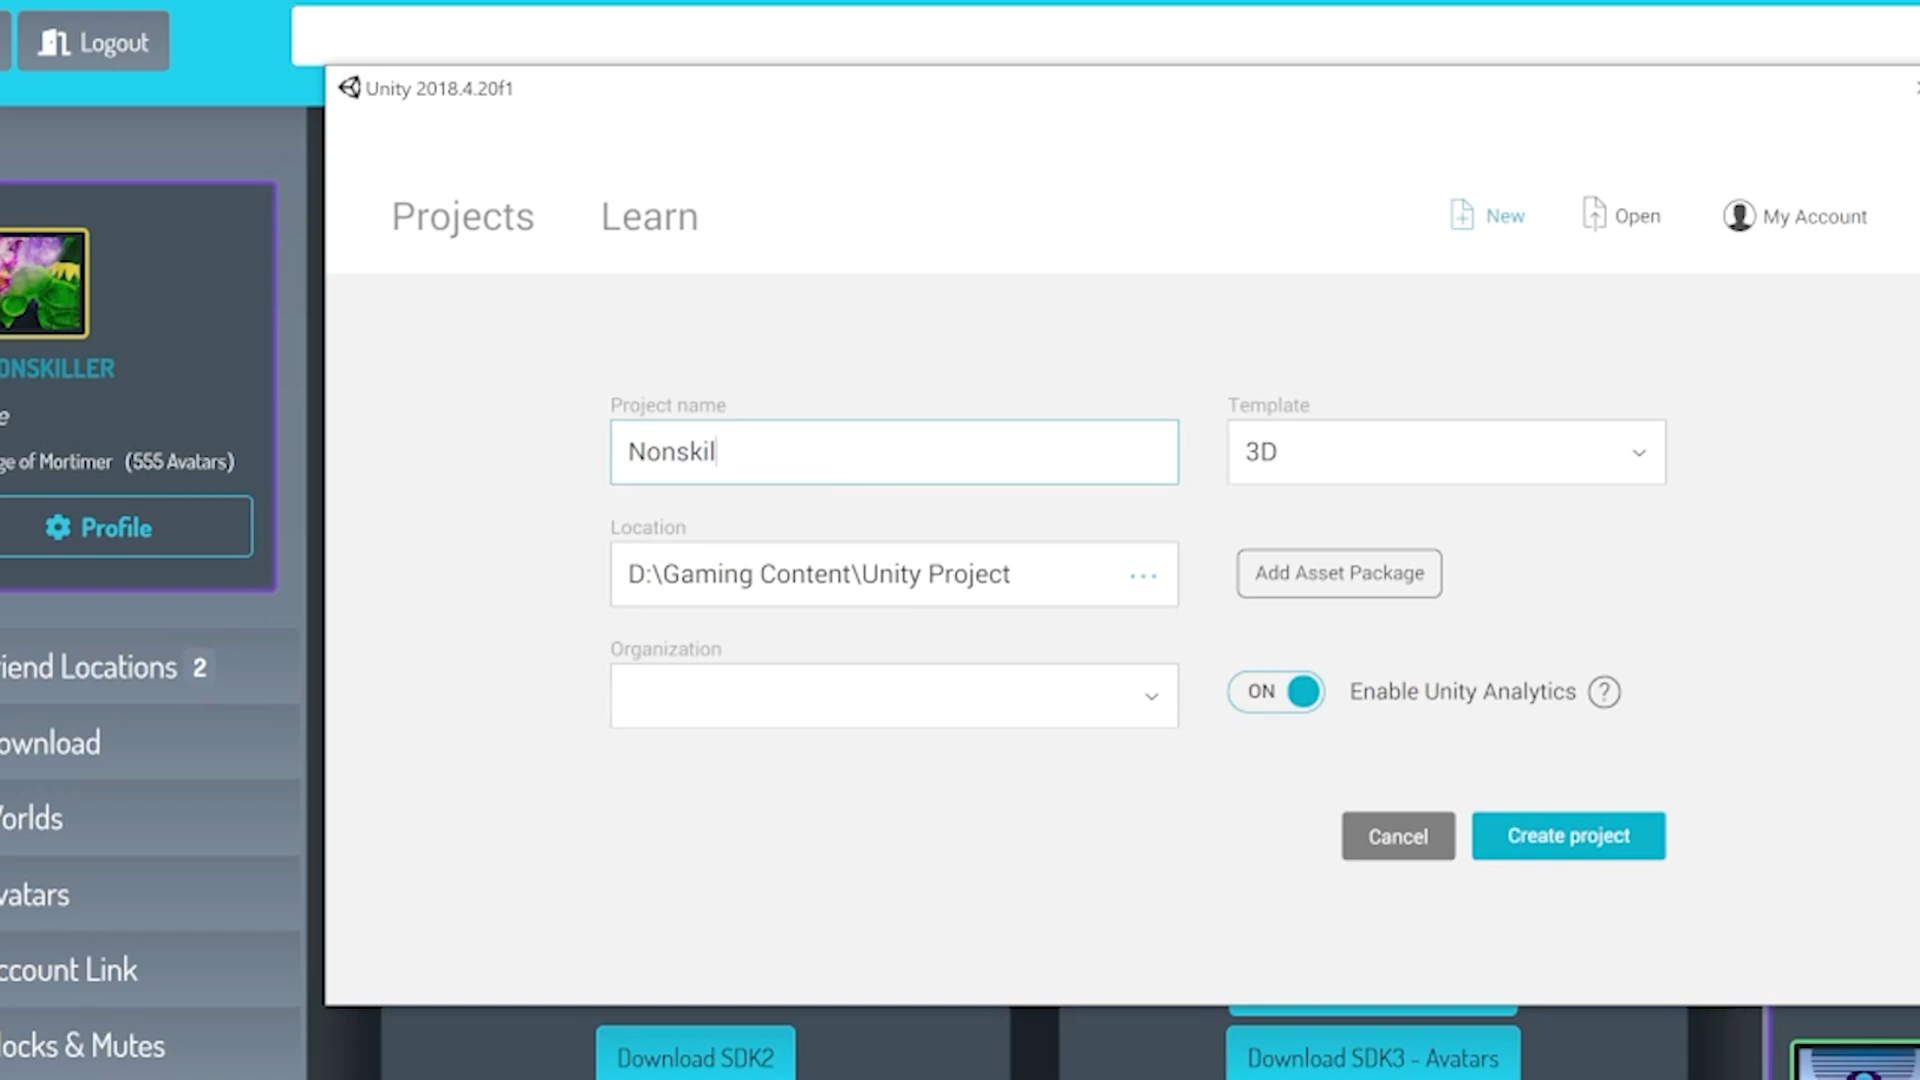 Logout
Unity 2018.4.20f1
Projects
Learn
New
Open
My Account
ONSKILLER
e
ge of Mortimer (555 Avatars)
Profile
riend Locations 2
ownload
orlds
vatars
ccount Link
locks & Mutes
Project name
Nonskil
Template
3D
Location
D:\Gaming Content\Unity Project
...
Add Asset Package
Organization
ON
Enable Unity Analytics ?
Cancel
Create project
Download SDK2
Download SDK3 - Avatars